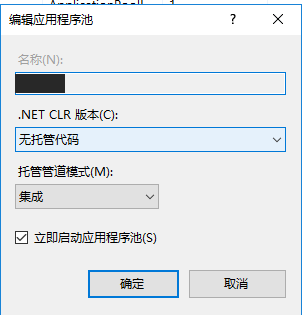 编辑应用程序池
名称(N):
.NET CLR 版本(C):
无托管代码
托管管道模式(M):
集成
立即启动应用程序池(S)
确定
取消